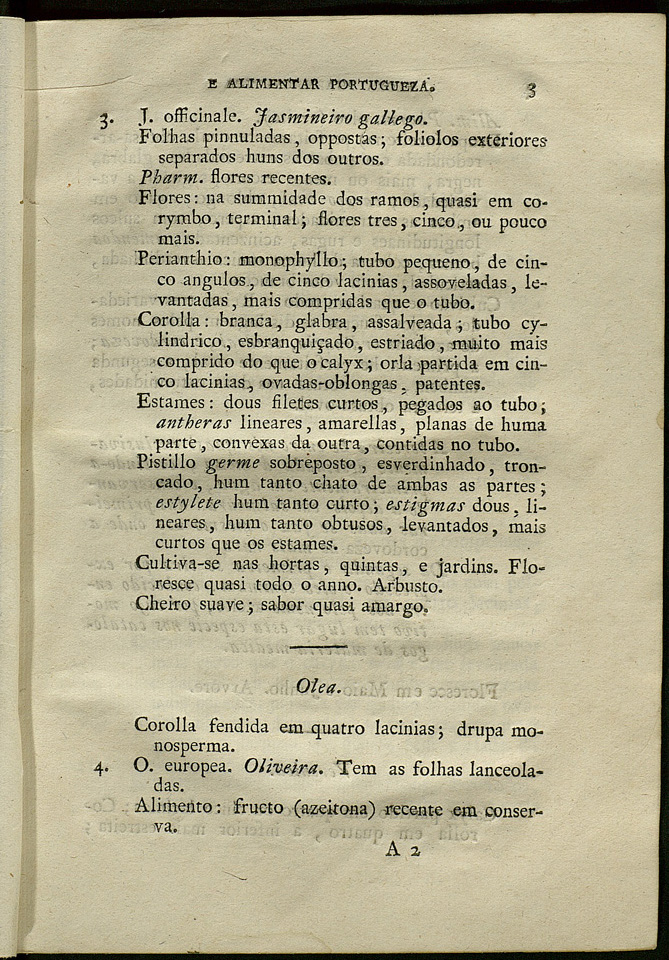 E ALIMENTAR PORTUGUEZA. 3
3. J. officinale. Jasmineiro gallego.
Folhas pinnuladas, oppostas; foliolos exteriores
separados huns dos outros.
Pharm. flores recentes.
Flores: na summidade dos ramos, quasi em co-
rymbo, terminal; flores tres, cinco, ou pouco
mais.
Perianthio: monophyllo; tubo pequeno, de cin-
co angulos, de cinco lacinias, assoveladas, le-
vantadas, mais compridas que o tubo.
Corolla: branca, glabra, assalveada; tubo cy-
lindrico, esbranquiçado, estriado, muito mais
comprido do que o calyx; orla partida em cin-
co lacinias, ovadas-oblongas, patentes.
Estames: dous filetes curtos, pegados ao tubo;
antheras lineares, amarellas, planas de huma
parte, convexas da outra, contidas no tubo.
Pistillo germe sobreposto, esverdinhado, tron-
cado, hum tanto chato de ambas as partes;
estylete hum tanto curto; estigmas dous, li-
neares, hum tanto obtusos, levantados, mais
curtos que os estames.
Cultiva-se nas hortas, quintas, e jardins. Flo-
resce quasi todo o anno. Arbusto.
Cheiro suave; sabor quasi amargo.
Olea.
Corolla fendida em quatro lacinias; drupa mo-
nosperma.
4. O. europea. Oliveira. Tem as folhas lanceola-
das.
Alimento: fructo (azeitona) recente em conser-
va.
A 2